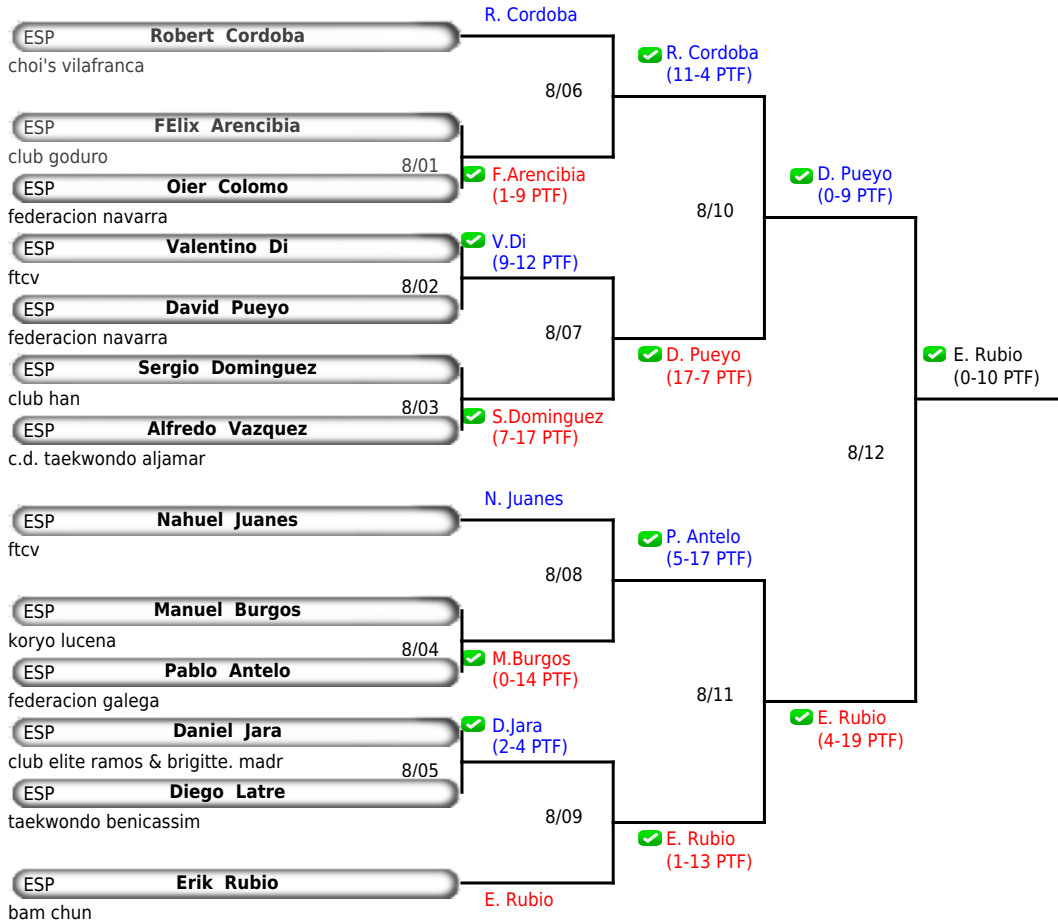 R. Cordoba
ESP Robert Cordoba
choi's vilafranca
R. Cordoba
(11-4 PTF)
8/06
ESP FElix Arencibia
club goduro
8/01
F.Arencibia
(1-9 PTF)
ESP Oier Colomo
federacion navarra
D. Pueyo
(0-9 PTF)
8/10
ESP Valentino Di
V.Di
(9-12 PTF)
ftcv
8/02
ESP David Pueyo
federacion navarra
8/07
D. Pueyo
(17-7 PTF)
ESP Sergio Dominguez
club han
8/03
S.Dominguez
(7-17 PTF)
ESP Alfredo Vazquez
c.d. taekwondo aljamar
E. Rubio
(0-10 PTF)
8/12
N. Juanes
ESP Nahuel Juanes
ftcv
P. Antelo
(5-17 PTF)
8/08
ESP Manuel Burgos
koryo lucena
8/04
M.Burgos
(0-14 PTF)
ESP Pablo Antelo
federacion galega
8/11
E. Rubio
(4-19 PTF)
ESP Daniel Jara
D.Jara
(2-4 PTF)
club elite ramos & brigitte. madr
8/05
ESP Diego Latre
taekwondo benicassim
8/09
E. Rubio
(1-13 PTF)
ESP Erik Rubio
E. Rubio
bam chun